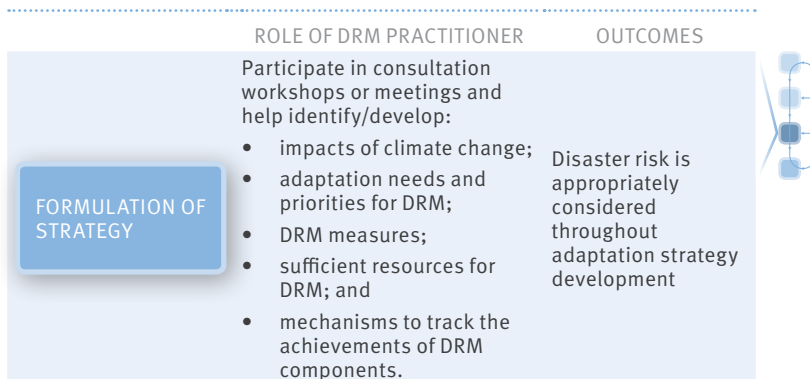 ROLE OF DRM PRACTITIONER
OUTCOMES
FORMULATION OF
STRATEGY
Participate in consultation
workshops or meetings and
help identify/develop:
• impacts of climate change;
• adaptation needs and
priorities for DRM;
• DRM measures;
• sufficient resources for
DRM; and
• mechanisms to track the
achievements of DRM
components.
Disaster risk is
appropriately
considered
throughout
adaptation strategy
development